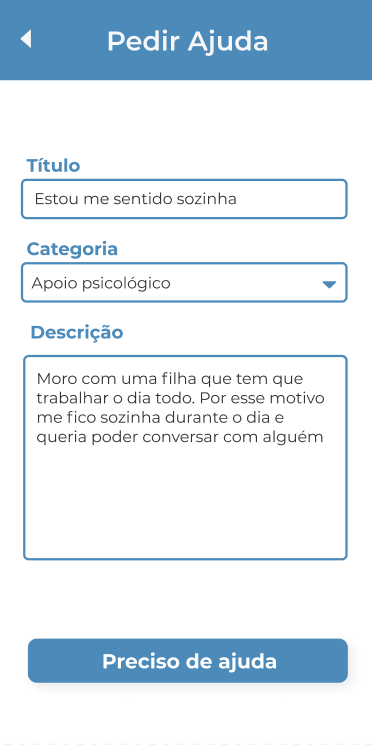 Pedir Ajuda
Título
Estou me sentido sozinha
Categoria
Apoio psicológico
Descrição
Moro com uma filha que tem que
trabalhar o dia todo. Por esse motivo
me fico sozinha durante o dia e
queria poder conversar com alguém
Preciso de ajuda